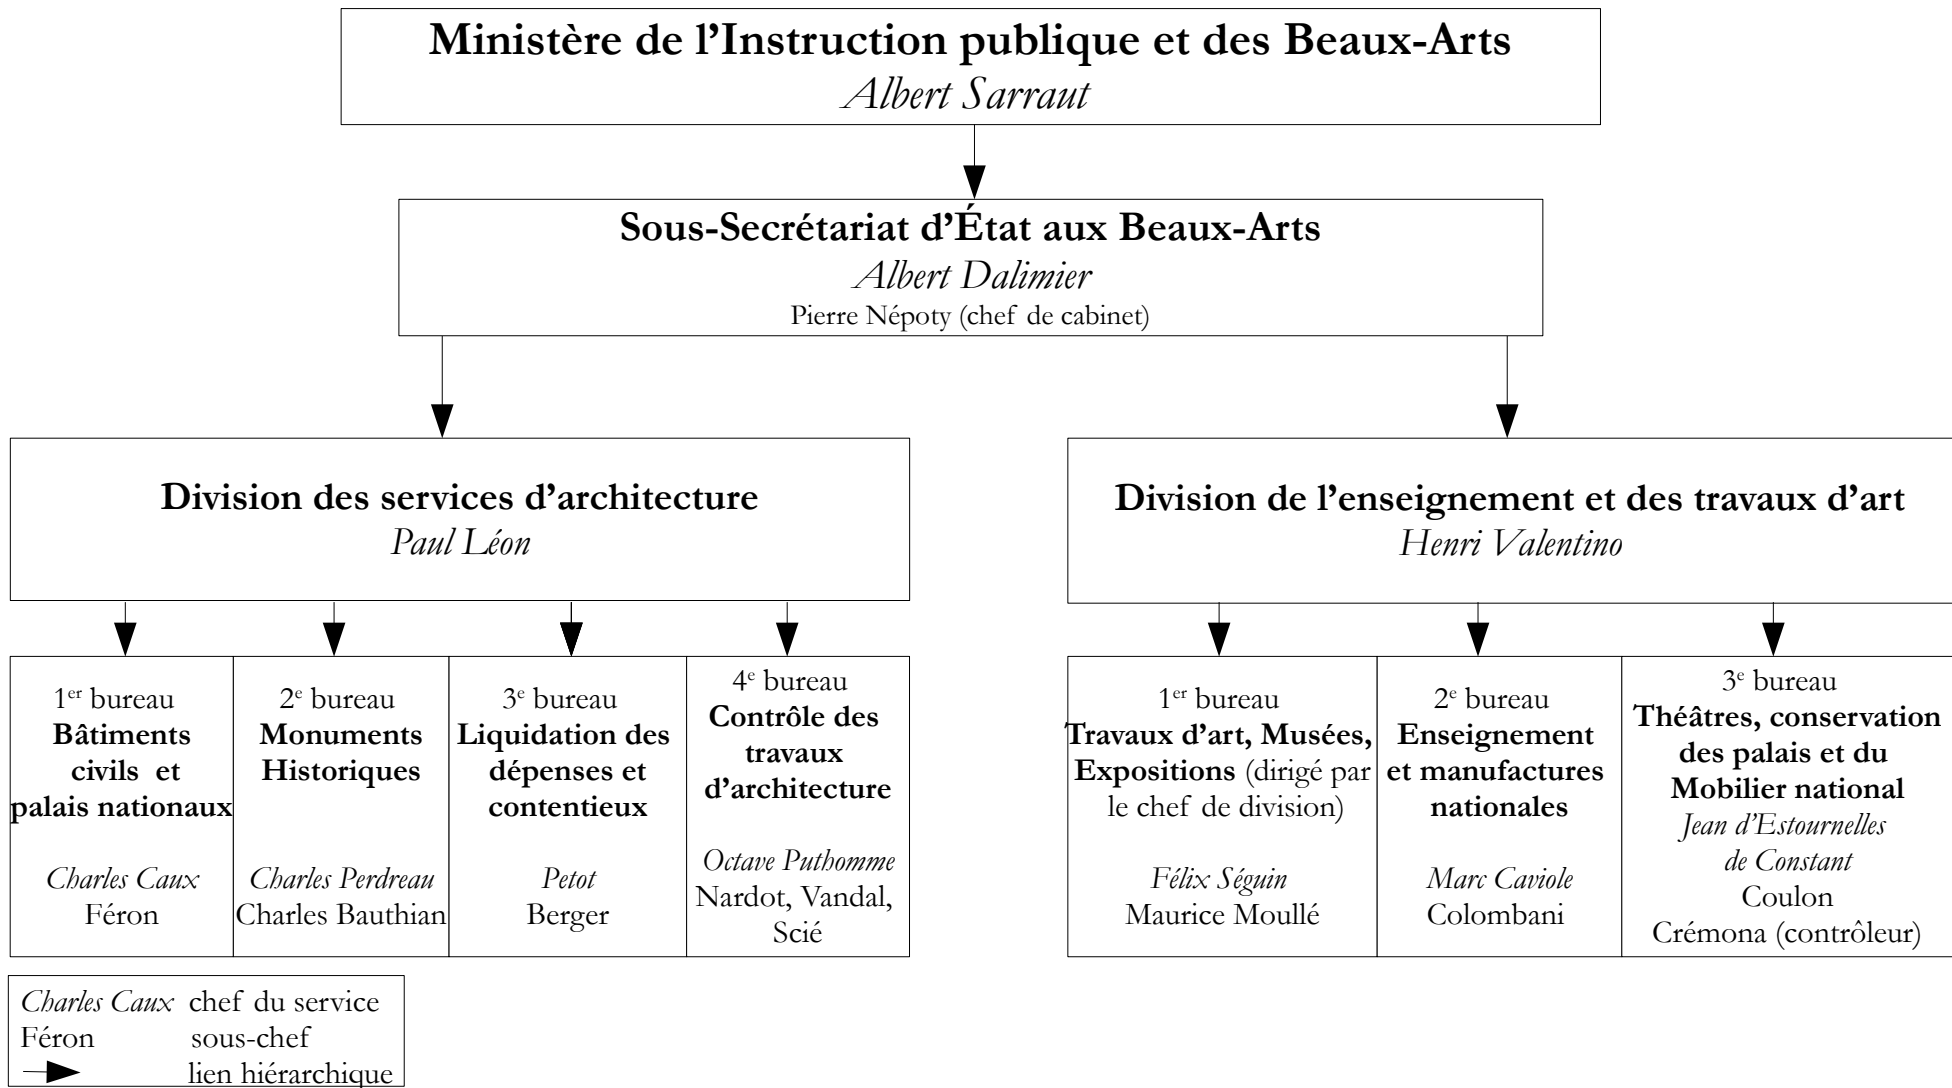 Ministère de l’Instruction publique et des Beaux-Arts
Albert Sarraut
Sous-Secrétariat d’État aux Beaux-Arts
Albert Dalimier
Pierre Népoty (chef de cabinet)
Division des services d’architecture
Paul Léon
Division de l’enseignement et des travaux d’art
Henri Valentino
1er bureau
Bâtiments
civils et
palais nationaux
Charles Caux
Féron
2e bureau
Monuments
Historiques
Charles Perdreau
Charles Bauthian
3e bureau
Liquidation des
dépenses et
contentieux
Petot
Berger
4e bureau
Contrôle des
travaux
d’architecture
Octave Puthomme
Nardot, Vandal,
Scié
1er bureau
Travaux d’art, Musées,
Expositions (dirigé par
le chef de division)
Félix Séguin
Maurice Moullé
2e bureau
Enseignement
et manufactures
nationales
Marc Caviole
Colombani
3e bureau
Théâtres, conservation
des palais et du
Mobilier national
Jean d’Estournelles
de Constant
Coulon
Crémona (contrôleur)
Charles Caux chef du service
Féron sous-chef
lien hiérarchique